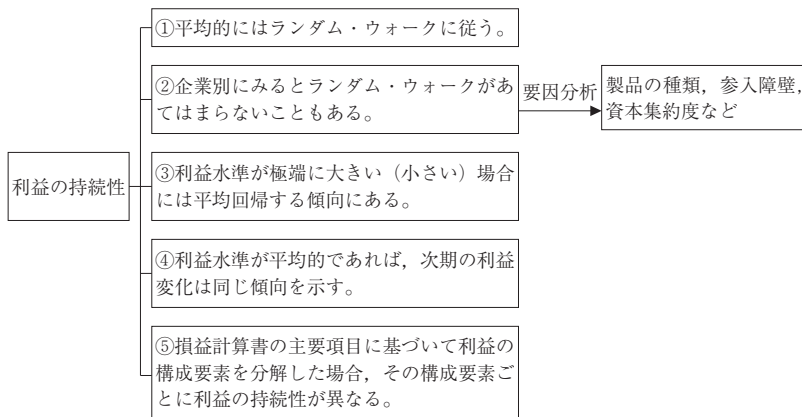 ①平均的にはランダム・ウォークに従う。
②企業別にみるとランダム・ウォークがあ
てはまらないこともある。
要因分析
製品の種類，参入障壁，
資本集約度など
利益の持続性
③利益水準が極端に大きい（小さい）場合
には平均回帰する傾向にある。
④利益水準が平均的であれば，次期の利益
変化は同じ傾向を示す。
⑤損益計算書の主要項目に基づいて利益の
構成要素を分解した場合，その構成要素ご
とに利益の持続性が異なる。